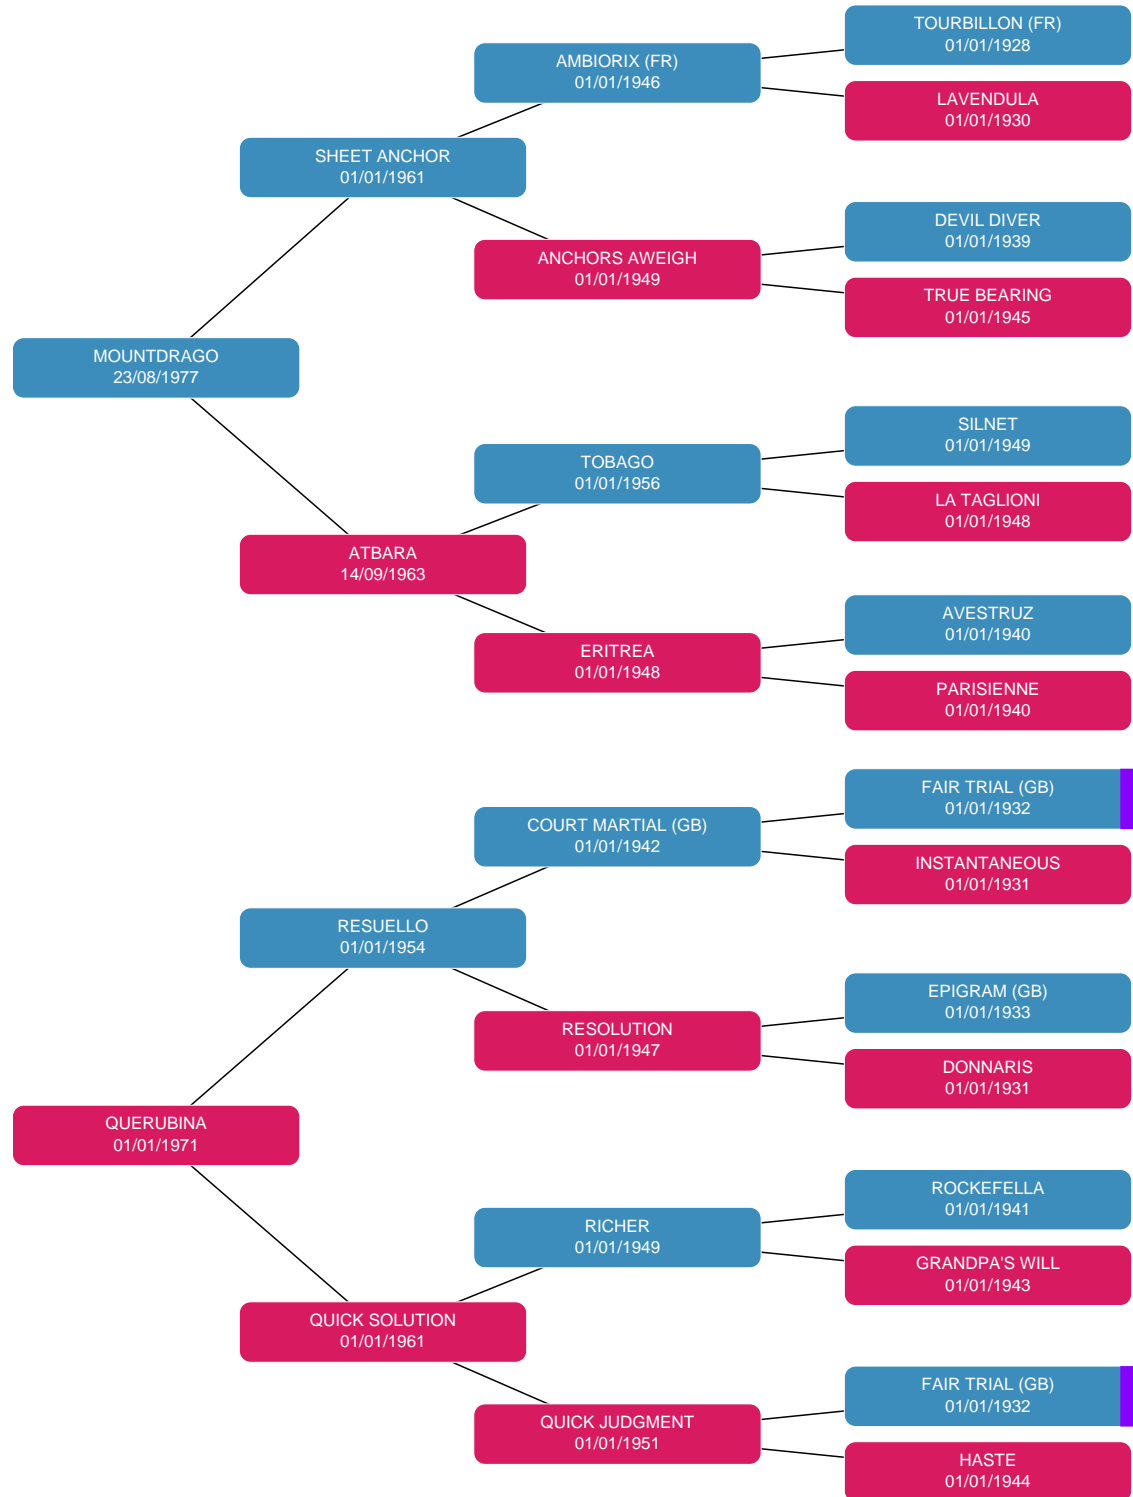 TOURBILLON (FR)
01/01/1928
AMBIORIX (FR)
01/01/1946
LAVENDULA
01/01/1930
SHEET ANCHOR
01/01/1961
DEVIL DIVER
01/01/1939
ANCHORS AWEIGH
01/01/1949
TRUE BEARING
01/01/1945
MOUNTDRAGO
23/08/1977
SILNET
01/01/1949
TOBAGO
01/01/1956
LA TAGLIONI
01/01/1948
ATBARA
14/09/1963
AVESTRUZ
01/01/1940
ERITREA
01/01/1948
PARISIENNE
01/01/1940
FAIR TRIAL (GB)
01/01/1932
COURT MARTIAL (GB)
01/01/1942
INSTANTANEOUS
01/01/1931
RESUELLO
01/01/1954
EPIGRAM (GB)
01/01/1933
RESOLUTION
01/01/1947
DONNARIS
01/01/1931
QUERUBINA
01/01/1971
ROCKEFELLA
01/01/1941
RICHER
01/01/1949
GRANDPA'S WILL
01/01/1943
QUICK SOLUTION
01/01/1961
FAIR TRIAL (GB)
01/01/1932
QUICK JUDGMENT
01/01/1951
HASTE
01/01/1944